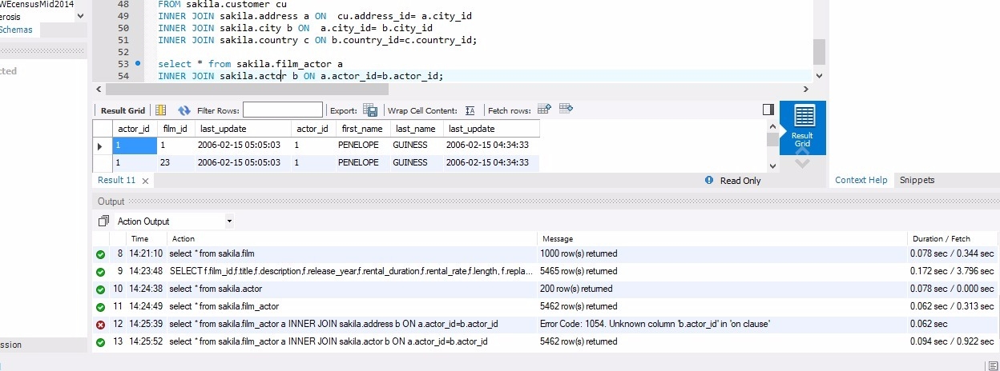 WEcensusMid2014
erosis
Schemas
cted
ssion
48 FROM sakila.customer cu
49 INNER JOIN sakila.address a ON cu.address_id= a.city_id
50 INNER JOIN sakila.city b ON a.city_id= b.city_id
51 INNER JOIN sakila.country c ON b.country_id=c.country_id;
52
53 select * from sakila.film_actor a
54 INNER JOIN sakila.actor b ON a.actor_id=b.actor_id;
Result Grid Filter Rows: Export: Wrap Cell Content: IA Fetch rows:
actor_id film_id last_update actor_id first_name last_name last_update
1 1 2006-02-15 05:05:03 1 PENELOPE GUINESS 2006-02-15 04:34:33
1 23 2006-02-15 05:05:03 1 PENELOPE GUINESS 2006-02-15 04:34:33
Result
Grid
Result 11 Read Only Context Help Snippets
Output
Action Output
Time Action Message Duration / Fetch
8 14:21:10 select * from sakila.film 1000 row(s) returned 0.078 sec / 0.344 sec
9 14:23:48 SELECT f.film_id,f.title,f.description,f.release_year,f.rental_duration,f.rental_rate,f.length, f.repla... 5465 row(s) returned 0.172 sec / 3.796 sec
10 14:24:38 select * from sakila.actor 200 row(s) returned 0.078 sec / 0.000 sec
11 14:24:49 select * from sakila.film_actor 5462 row(s) returned 0.062 sec / 0.313 sec
12 14:25:39 select * from sakila.film_actor a INNER JOIN sakila.address b ON a.actor_id=b.actor_id Error Code: 1054. Unknown column 'b.actor_id' in 'on clause' 0.062 sec
13 14:25:52 select * from sakila.film_actor a INNER JOIN sakila.actor b ON a.actor_id=b.actor_id 5462 row(s) returned 0.094 sec / 0.922 sec